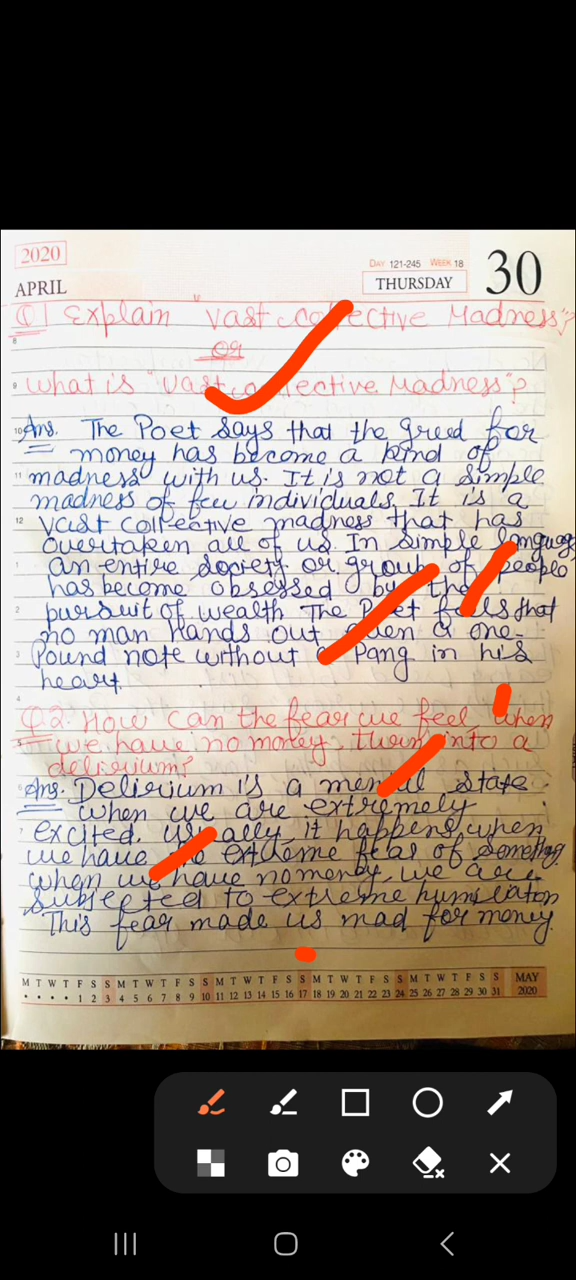 2020
APRIL
DAY 121-245 WEEK 18
THURSDAY
30
Q1 Explain "Vast collective Madness"?
OR
What is "Vast collective Madness"?
Ans. The Poet Says that the greed for
money has become a kind of
madness with us. It is not a simple
madness of few individuals. It is a
vast collective madness that has
overtaken all of us. In simple language
an entire society or group of people
has become obsessed by the
pursuit of wealth The Poet feels that
no man hands out even a one-
Pound note without a Pang in his
heart.
Q2. How can the fear we feel when
we have no money, turn into a
delirium?
Ans. Delirium is a mental state
when we are extremely
excited. Usually it happens when
we have extreme fear of something
when we have no money, we are
Subjected to extreme humiliation
This fear made us mad for money.
M T W T F S S M T W T F S S M T W T F S S M T W T F S S M T W T F S S MAY
• • • • 1 2 3 4 5 6 7 8 9 10 11 12 13 14 15 16 17 18 19 20 21 22 23 24 25 26 27 28 29 30 31 2020